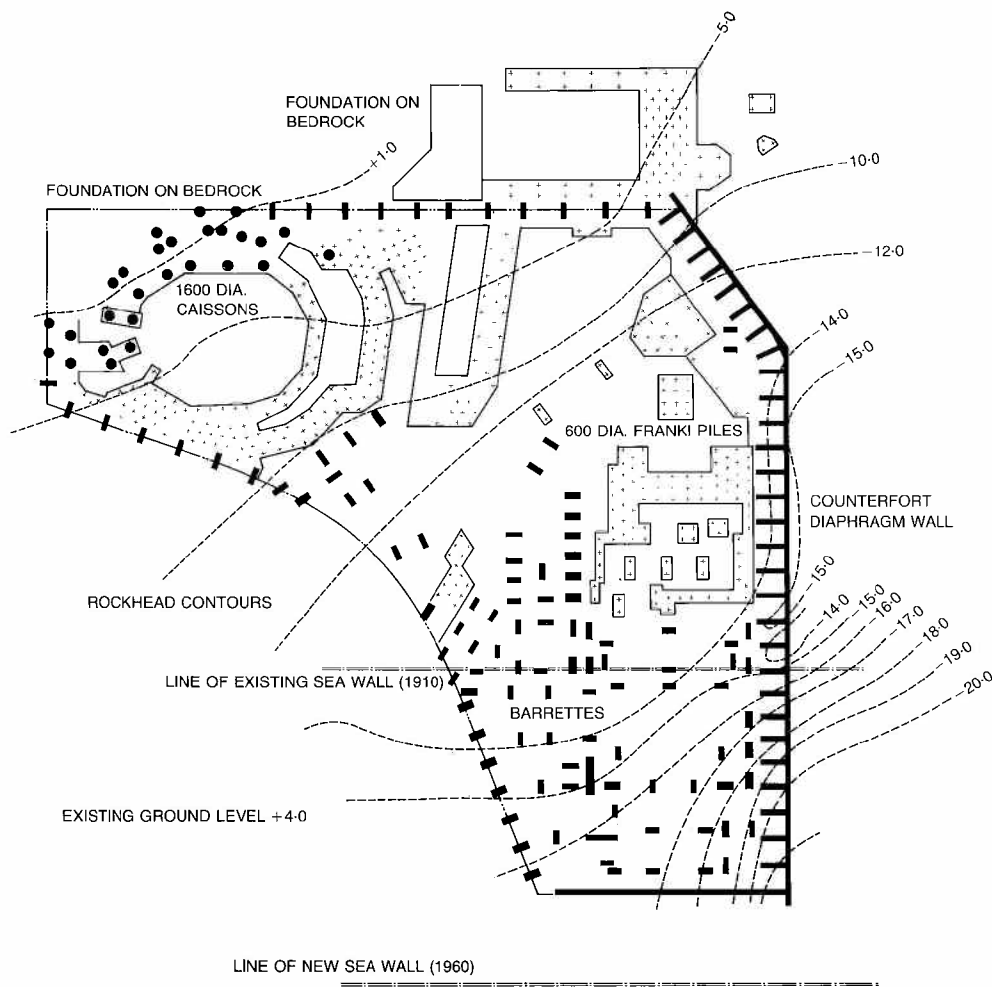 -5·0
FOUNDATION ON
BEDROCK
+1·0
-10·0
FOUNDATION ON BEDROCK
-12·0
1600 DIA.
CAISSONS
-14·0
-15·0
600 DIA. FRANKI PILES
COUNTERFORT
DIAPHRAGM WALL
-15·0
ROCKHEAD CONTOURS
-14·0
-15·0
-16·0
-17·0
-18·0
-19·0
-20·0
LINE OF EXISTING SEA WALL (1910)
BARRETTES
EXISTING GROUND LEVEL +4·0
LINE OF NEW SEA WALL (1960)